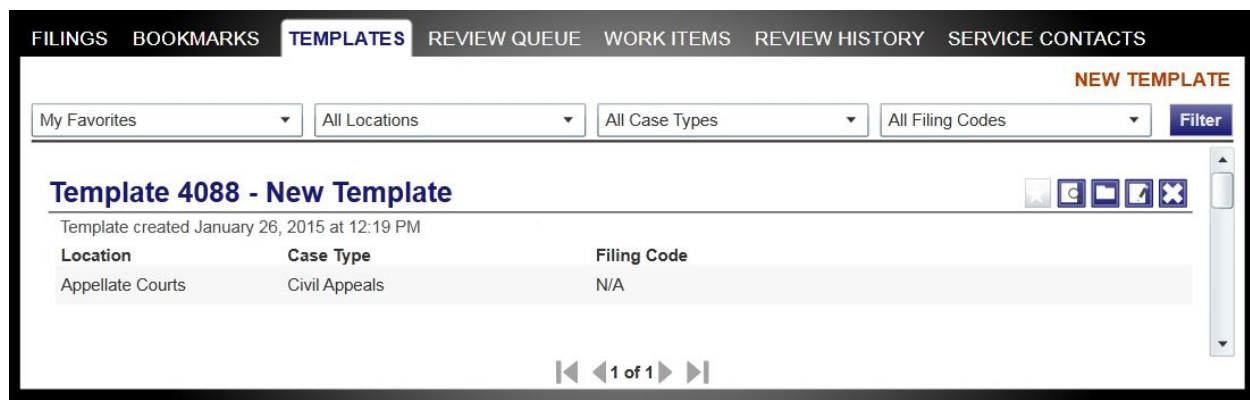 FILINGS BOOKMARKS TEMPLATES REVIEW QUEUE WORK ITEMS REVIEW HISTORY SERVICE CONTACTS
NEW TEMPLATE
My Favorites All Locations All Case Types All Filing Codes Filter
Template 4088 - New Template
Template created January 26, 2015 at 12:19 PM
Location Case Type Filing Code
Appellate Courts Civil Appeals N/A
1 of 1